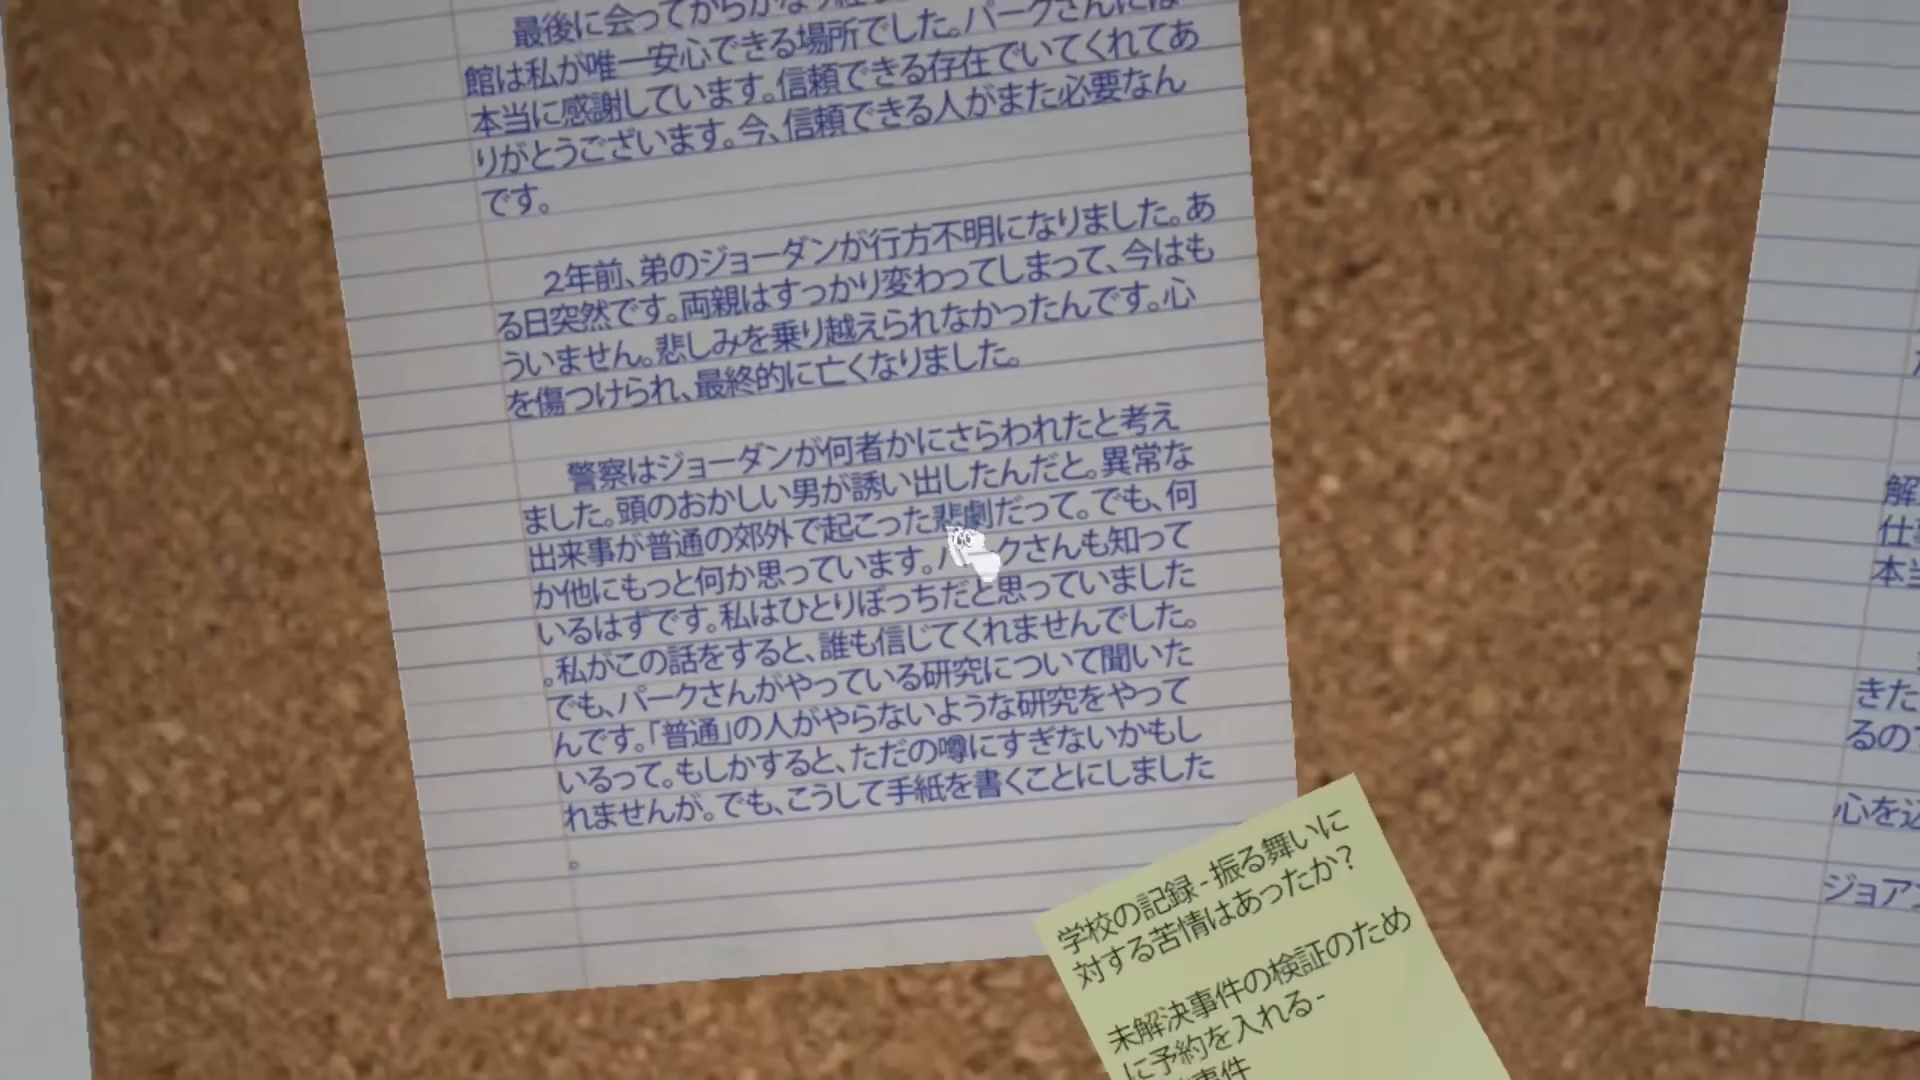 最後に会ってからかなり
館は私が唯一安心できる場所でした。パークさんには
本当に感謝しています。信頼できる存在でいてくれてあ
りがとうございます。今、信頼できる人がまた必要なん
です。
2年前、弟のジョーダンが行方不明になりました。あ
る日突然です。両親はすっかり変わってしまって、今はも
ういません。悲しみを乗り越えられなかったんです。心
を傷つけられ、最終的に亡くなりました。
警察はジョーダンが何者かにさらわれたと考え
ました。頭のおかしい男が誘い出したんだと。異常な
出来事が普通の郊外で起こった悲劇だって。でも、何
か他にもっと何か思っています。パークさんも知って
いるはずです。私はひとりぼっちだと思っていました
。私がこの話をすると、誰も信じてくれませんでした。
でも、パークさんがやっている研究について聞いた
んです。「普通」の人がやらないような研究をやって
いるって。もしかすると、ただの噂にすぎないかもし
れませんが。でも、こうして手紙を書くことにしました
。
学校の記録 - 振る舞いに
対する苦情はあったか?
未解決事件の検証のため
に予約を入れる -
事件
解
仕事
本当
きた
るので
心を込
ジョアン